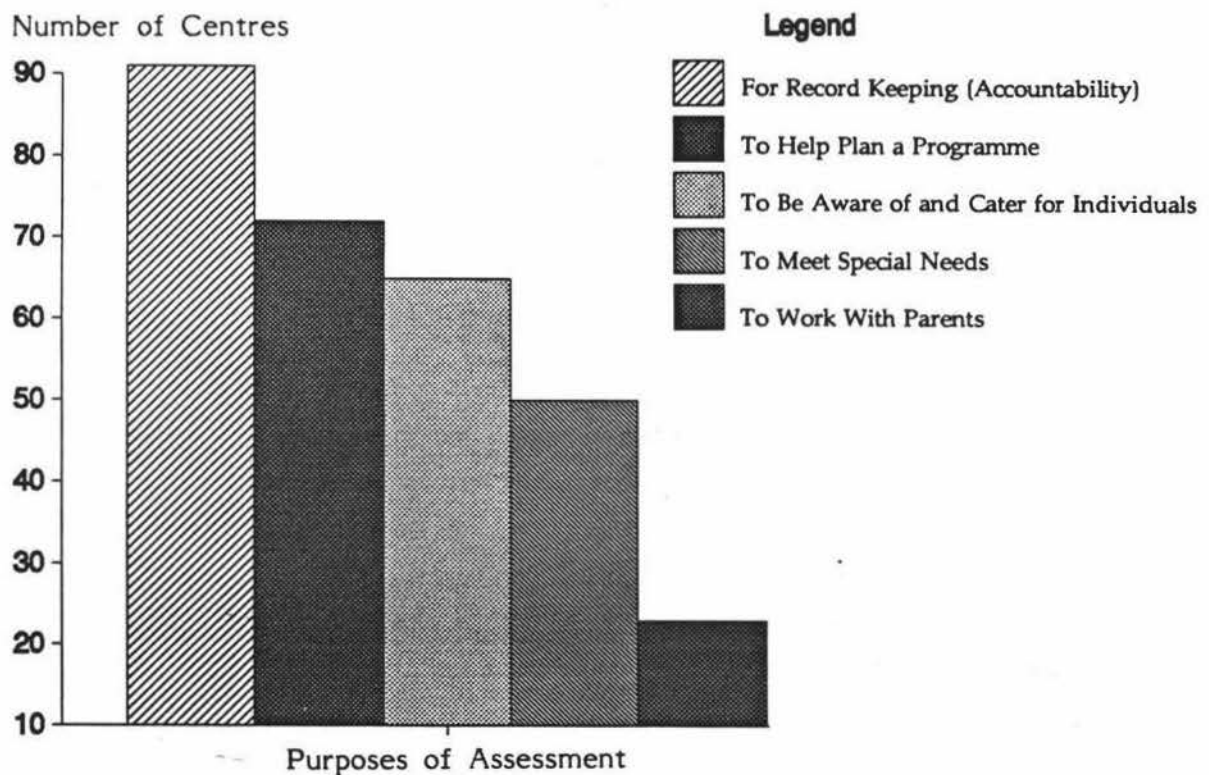 Number of Centres
90
80
70
60
50
40
30
20
10
Purposes of Assessment
Legend
For Record Keeping (Accountability)
To Help Plan a Programme
To Be Aware of and Cater for Individuals
To Meet Special Needs
To Work With Parents